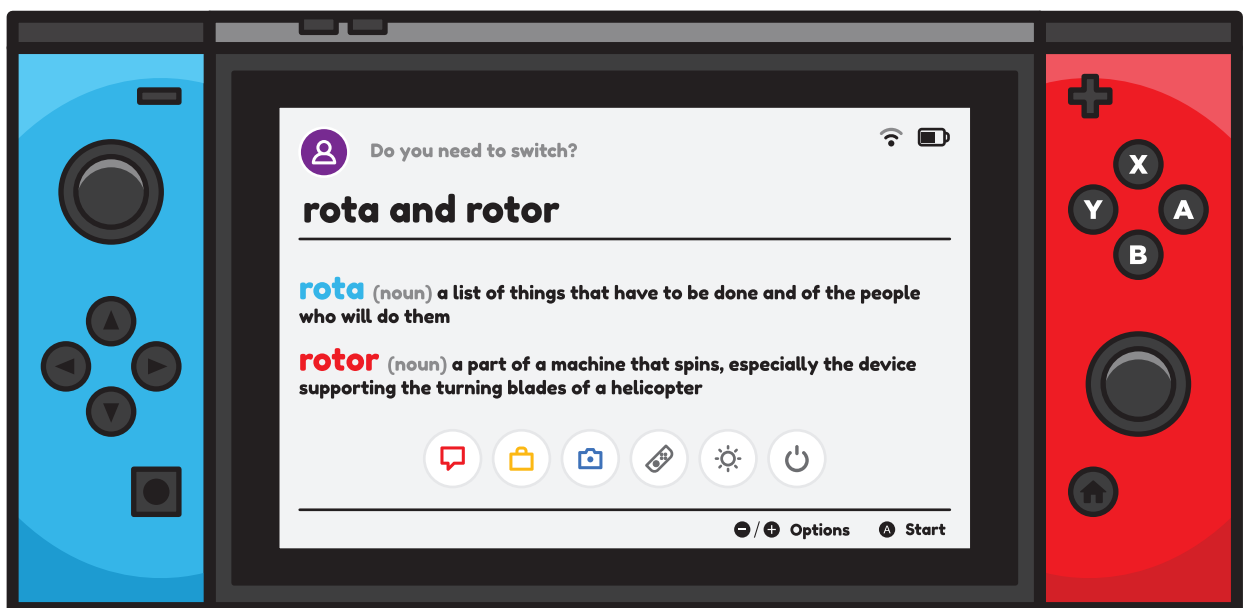 Do you need to switch?
rota and rotor
rota (noun) a list of things that have to be done and of the people
who will do them
rotor (noun) a part of a machine that spins, especially the device
supporting the turning blades of a helicopter
-/+ Options A Start
X
Y A
B